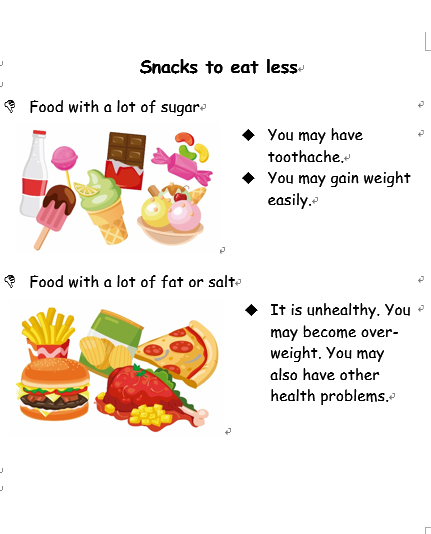 Snacks to eat less
Food with a lot of sugar
You may have
toothache.
You may gain weight
easily.
Food with a lot of fat or salt
It is unhealthy. You
may become over-
weight. You may
also have other
health problems.